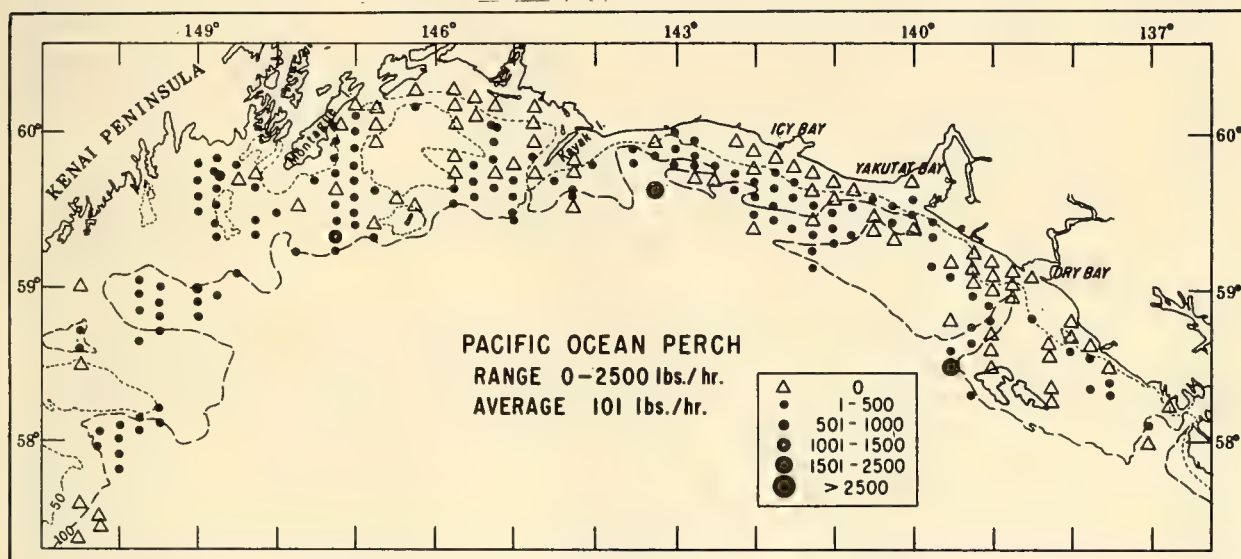 149° 146° 143° 140° 137°
KENAI PENINSULA
Montague
Kayak I.
ICY BAY
YAKUTAT BAY
DRY BAY
60° 60°
59° 59°
58° 58°
50
100
PACIFIC OCEAN PERCH
RANGE 0-2500 lbs./hr.
AVERAGE 101 lbs./hr.
0
1-500
501-1000
1001-1500
1501-2500
>2500